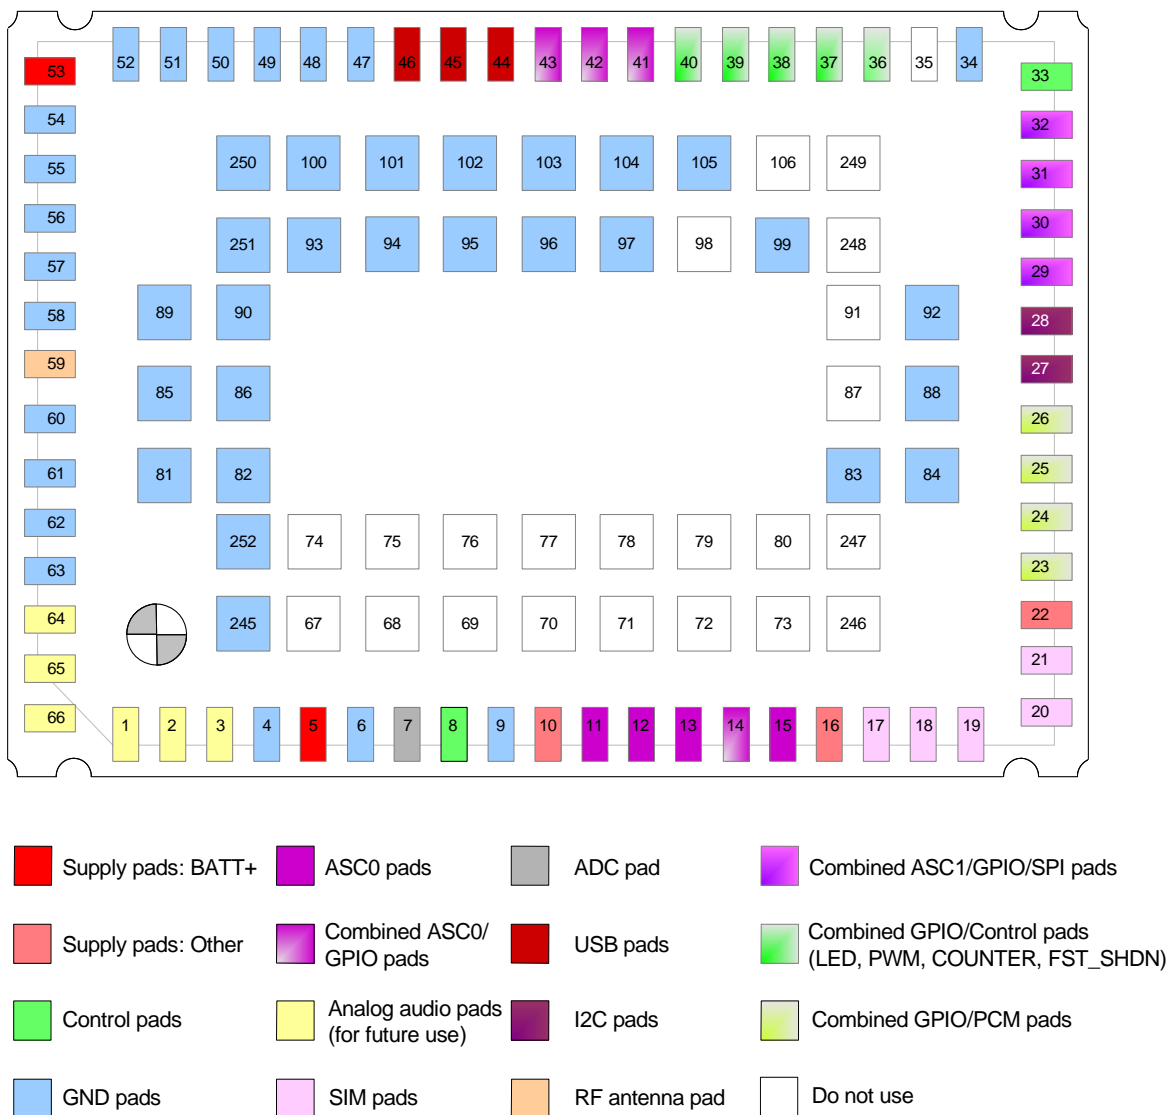 52 51 50 49 48 47 46 45 44 43 42 41 40 39 38 37 36 35 34
53 33
54 32
250 100 101 102 103 104 105 106 249
55 31
56 30
251 93 94 95 96 97 98 99 248
57 29
89 90 91 92
58 28
59 27
85 86 87 88
60 26
61 25
81 82 83 84
62 24
252 74 75 76 77 78 79 80 247
63 23
64 22
245 67 68 69 70 71 72 73 246
65 21
66 20
1 2 3 4 5 6 7 8 9 10 11 12 13 14 15 16 17 18 19
Supply pads: BATT+
ASC0 pads
ADC pad
Combined ASC1/GPIO/SPI pads
Supply pads: Other
Combined ASC0/
GPIO pads
USB pads
Combined GPIO/Control pads
(LED, PWM, COUNTER, FST_SHDN)
Control pads
Analog audio pads
(for future use)
I2C pads
Combined GPIO/PCM pads
GND pads
SIM pads
RF antenna pad
Do not use